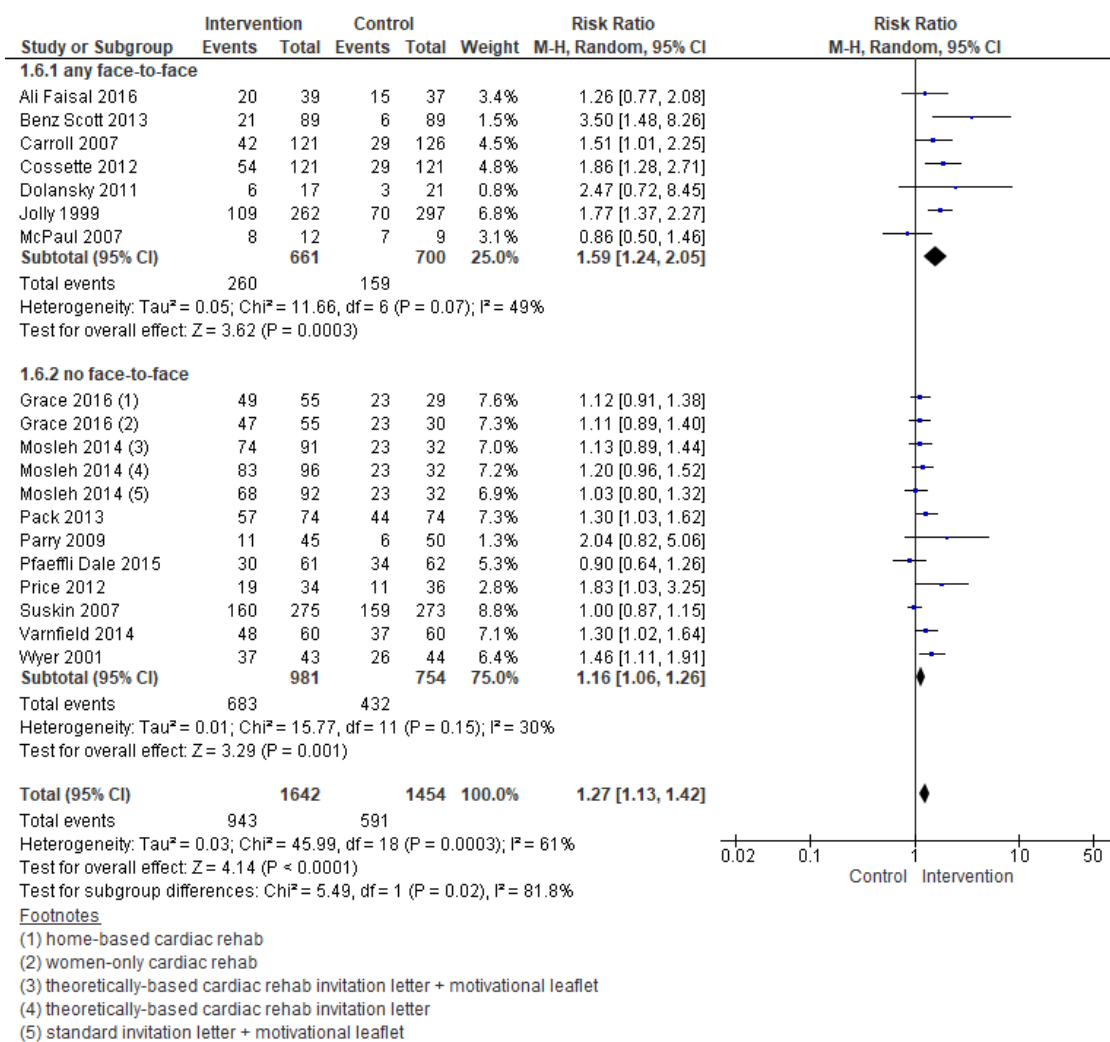 Intervention Control Risk Ratio Risk Ratio
Study or Subgroup Events Total Events Total Weight M-H, Random, 95% CI M-H, Random, 95% CI
1.6.1 any face-to-face
Ali Faisal 2016 20 39 15 37 3.4% 1.26 [0.77, 2.08]
Benz Scott 2013 21 89 6 89 1.5% 3.50 [1.48, 8.26]
Carroll 2007 42 121 29 126 4.5% 1.51 [1.01, 2.25]
Cossette 2012 54 121 29 121 4.8% 1.86 [1.28, 2.71]
Dolansky 2011 6 17 3 21 0.8% 2.47 [0.72, 8.45]
Jolly 1999 109 262 70 297 6.8% 1.77 [1.37, 2.27]
McPaul 2007 8 12 7 9 3.1% 0.86 [0.50, 1.46]
Subtotal (95% CI) 661 700 25.0% 1.59 [1.24, 2.05]
Total events 260 159
Heterogeneity: Tau² = 0.05; Chi² = 11.66, df = 6 (P = 0.07); I² = 49%
Test for overall effect: Z = 3.62 (P = 0.0003)
1.6.2 no face-to-face
Grace 2016 (1) 49 55 23 29 7.6% 1.12 [0.91, 1.38]
Grace 2016 (2) 47 55 23 30 7.3% 1.11 [0.89, 1.40]
Mosleh 2014 (3) 74 91 23 32 7.0% 1.13 [0.89, 1.44]
Mosleh 2014 (4) 83 96 23 32 7.2% 1.20 [0.96, 1.52]
Mosleh 2014 (5) 68 92 23 32 6.9% 1.03 [0.80, 1.32]
Pack 2013 57 74 44 74 7.3% 1.30 [1.03, 1.62]
Parry 2009 11 45 6 50 1.3% 2.04 [0.82, 5.06]
Pfaeffli Dale 2015 30 61 34 62 5.3% 0.90 [0.64, 1.26]
Price 2012 19 34 11 36 2.8% 1.83 [1.03, 3.25]
Suskin 2007 160 275 159 273 8.8% 1.00 [0.87, 1.15]
Varnfield 2014 48 60 37 60 7.1% 1.30 [1.02, 1.64]
Wyer 2001 37 43 26 44 6.4% 1.46 [1.11, 1.91]
Subtotal (95% CI) 981 754 75.0% 1.16 [1.06, 1.26]
Total events 683 432
Heterogeneity: Tau² = 0.01; Chi² = 15.77, df = 11 (P = 0.15); I² = 30%
Test for overall effect: Z = 3.29 (P = 0.001)
Total (95% CI) 1642 1454 100.0% 1.27 [1.13, 1.42]
Total events 943 591
Heterogeneity: Tau² = 0.03; Chi² = 45.99, df = 18 (P = 0.0003); I² = 61%
Test for overall effect: Z = 4.14 (P < 0.0001)
Test for subgroup differences: Chi² = 5.49, df = 1 (P = 0.02), I² = 81.8%
0.02 0.1 1 10 50
Control Intervention
Footnotes
(1) home-based cardiac rehab
(2) women-only cardiac rehab
(3) theoretically-based cardiac rehab invitation letter + motivational leaflet
(4) theoretically-based cardiac rehab invitation letter
(5) standard invitation letter + motivational leaflet